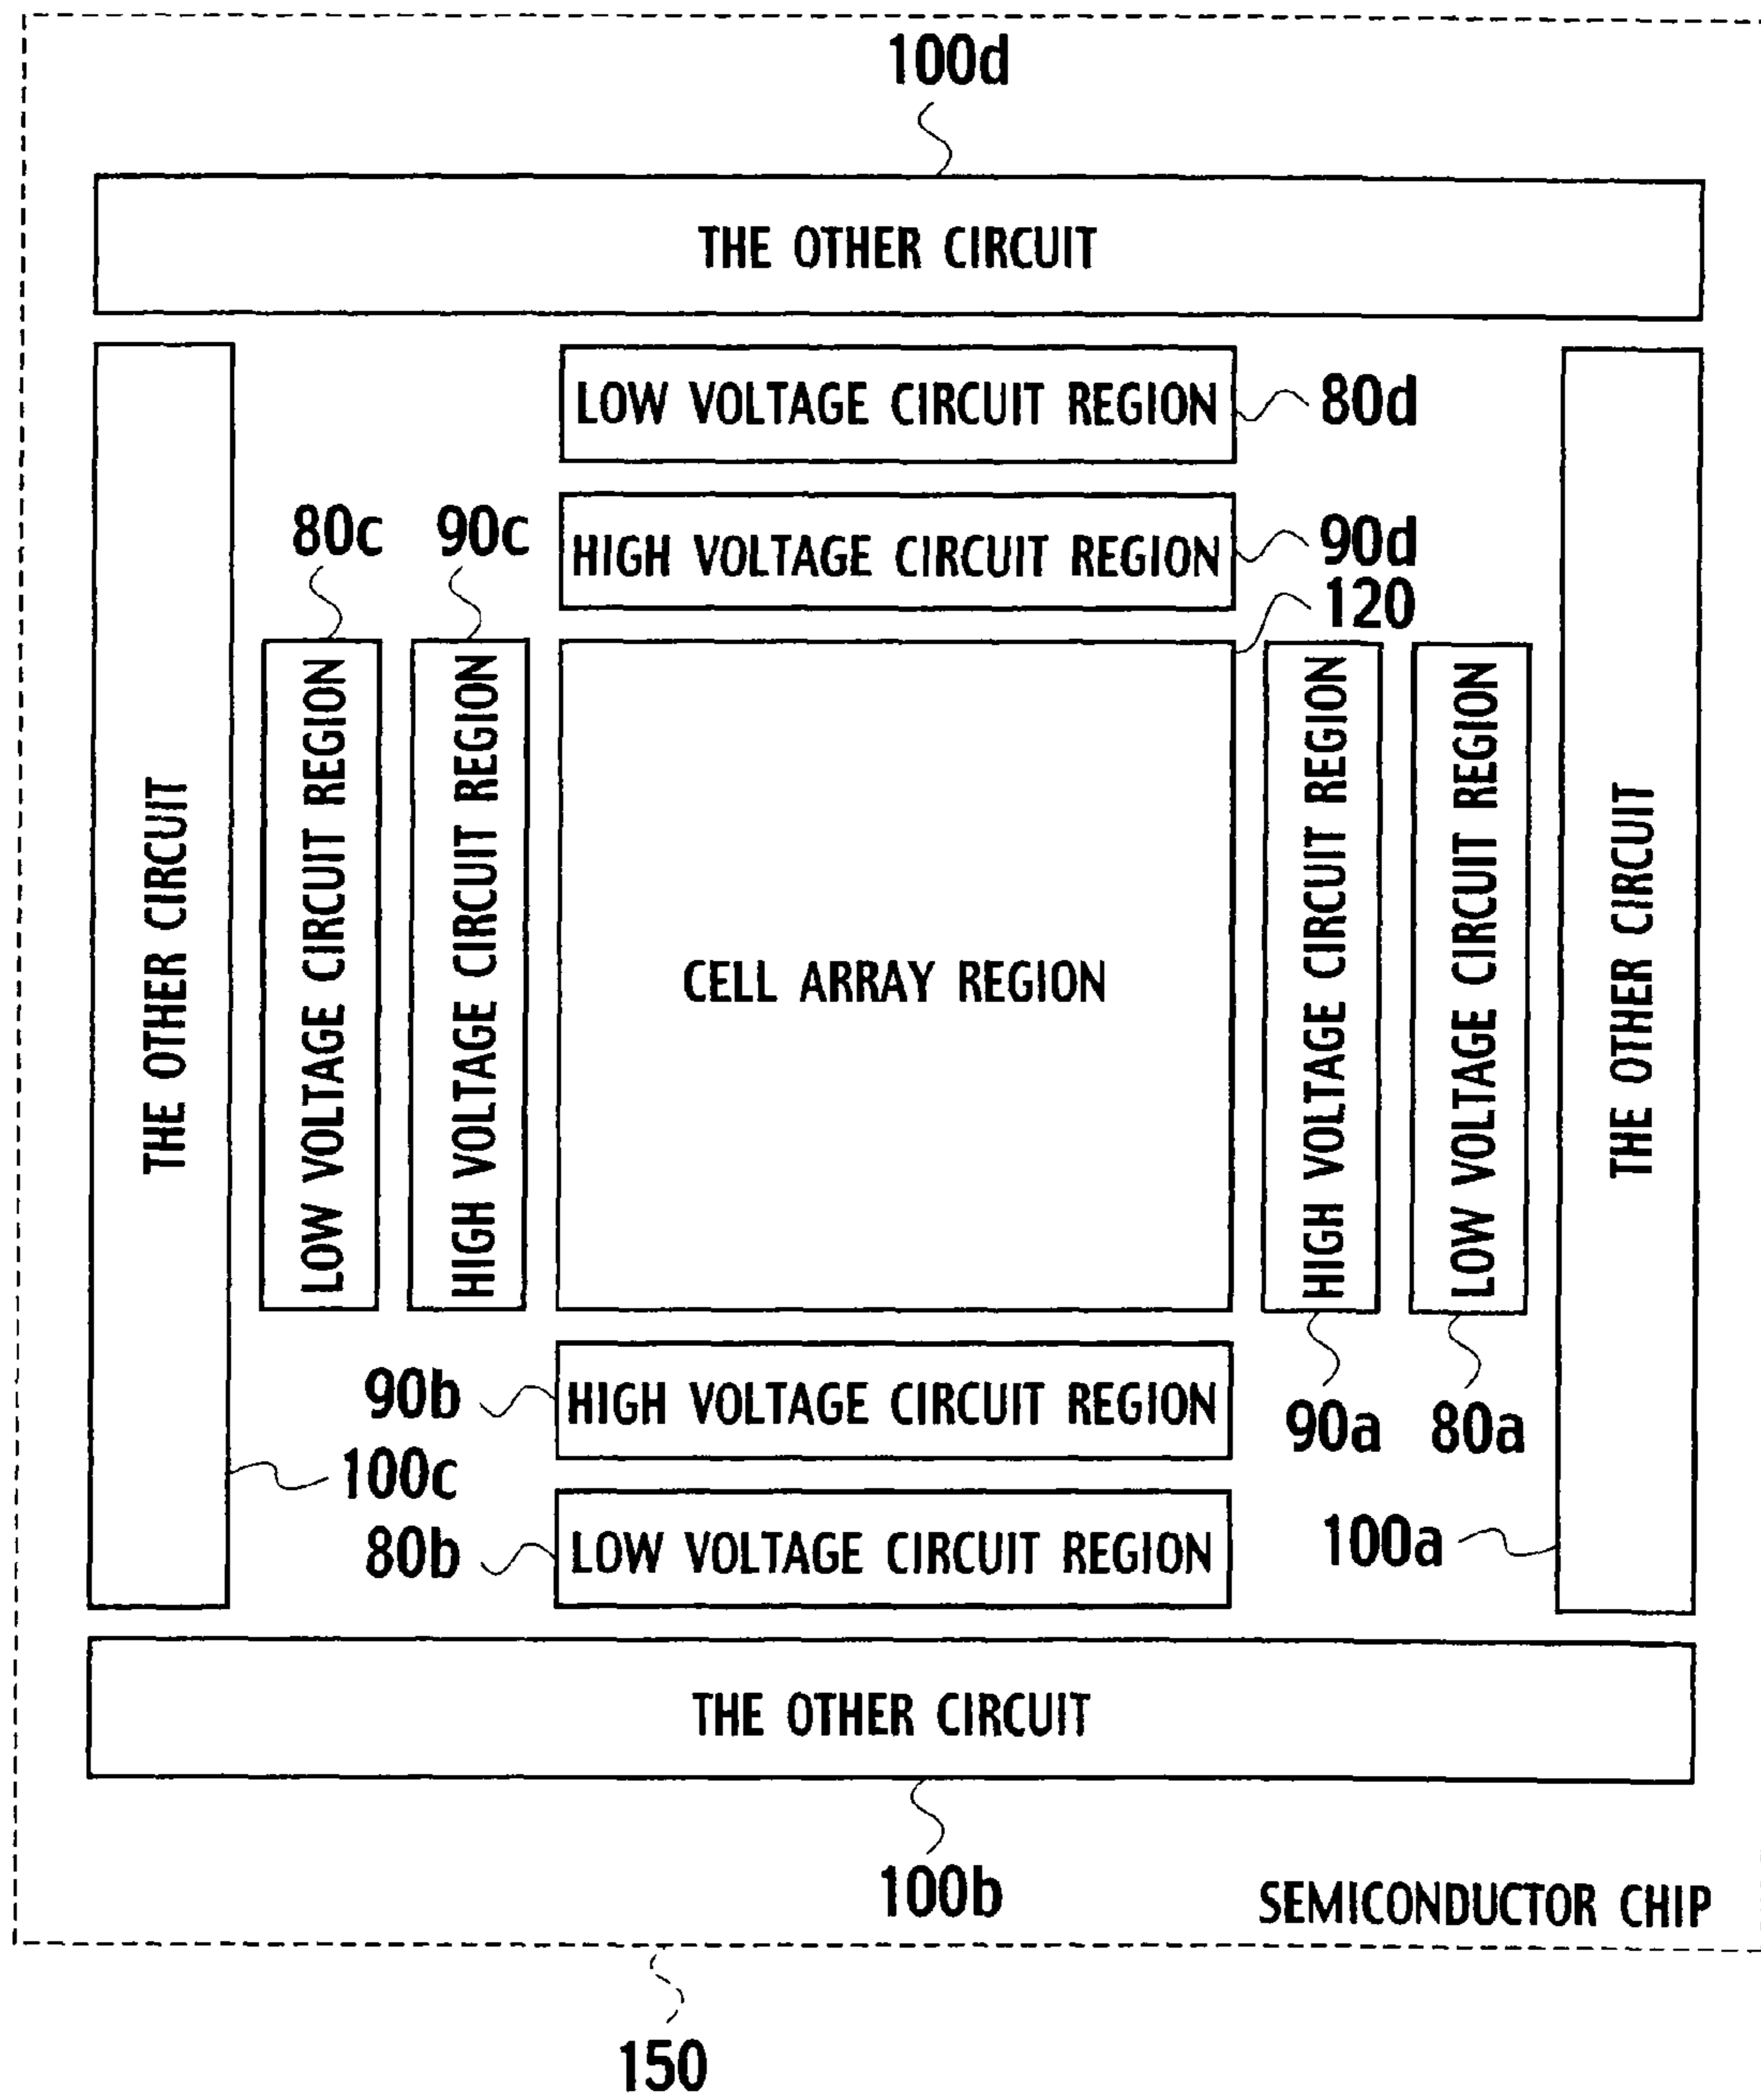 100d
THE OTHER CIRCUIT
LOW VOLTAGE CIRCUIT REGION
80d
80c
90c
HIGH VOLTAGE CIRCUIT REGION
90d
120
THE OTHER CIRCUIT
LOW VOLTAGE CIRCUIT REGION
HIGH VOLTAGE CIRCUIT REGION
CELL ARRAY REGION
HIGH VOLTAGE CIRCUIT REGION
LOW VOLTAGE CIRCUIT REGION
THE OTHER CIRCUIT
90b
HIGH VOLTAGE CIRCUIT REGION
90a
80a
100c
80b
LOW VOLTAGE CIRCUIT REGION
100a
THE OTHER CIRCUIT
100b
SEMICONDUCTOR CHIP
150